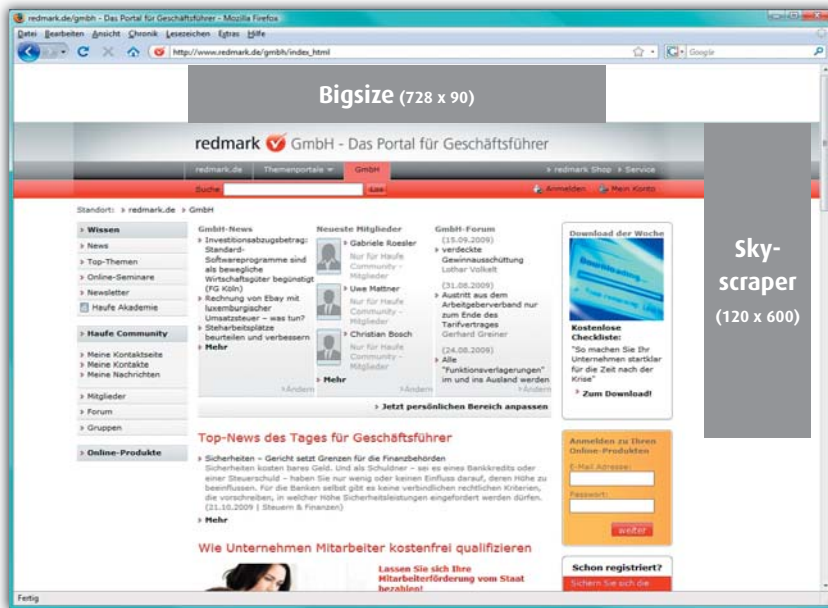 redmark.de/gmbh - Das Portal für Geschäftsführer - Mozilla Firefox
Datei Bearbeiten Ansicht Chronik Lesezeichen Extras Hilfe
http://www.redmark.de/gmbh/index_html
Google
Bigsize (728 x 90)
redmark GmbH - Das Portal für Geschäftsführer
redmark.de Themenportale GmbH redmark Shop Service
Suche Los Anmelden Mein Konto
Standort: redmark.de GmbH
Wissen
News
Top-Themen
Online-Seminare
Newsletter
Haufe Akademie
Haufe Community
Meine Kontaktseite
Meine Kontakte
Meine Nachrichten
Mitglieder
Forum
Gruppen
Online-Produkte
GmbH-News
Investitionsabzugsbetrag:
Standard-
Softwareprogramme sind
als bewegliche
Wirtschaftsgüter begünstigt
(FG Köln)
Rechnung von Ebay mit
luxemburgischer
Umsatzsteuer – was tun?
Steharbeitsplätze
beurteilen und verbessern
Mehr
Neueste Mitglieder
Gabriele Roesler
Nur für Haufe
Community -
Mitglieder
Uwe Mattner
Nur für Haufe
Community -
Mitglieder
Christian Bosch
Nur für Haufe
Community -
Mitglieder
Mehr
Ändern
GmbH-Forum
(15.09.2009)
verdeckte
Gewinnausschüttung
Lothar Volkelt
(31.08.2009)
Austritt aus dem
Arbeitgeberverband nur
zum Ende des
Tarifvertrages
Gerhard Greiner
(24.08.2009)
Alle
"Funktionsverlagerungen"
im und ins Ausland werden
Ändern
Ändern
Jetzt persönlichen Bereich anpassen
Top-News des Tages für Geschäftsführer
Sicherheiten – Gericht setzt Grenzen für die Finanzbehörden
Sicherheiten kosten bares Geld. Und als Schuldner – sei es eines Bankkredits oder
einer Steuerschuld – haben Sie nur wenig oder keinen Einfluss darauf, deren Höhe zu
beeinflussen. Für die Banken selbst gibt es keine verbindlichen rechtlichen Kriterien,
die vorschreiben, in welcher Höhe Sicherheitsleistungen eingefordert werden dürfen.
(21.10.2009 | Steuern & Finanzen)
Mehr
Wie Unternehmen Mitarbeiter kostenfrei qualifizieren
Lassen Sie sich Ihre
Mitarbeiterförderung vom Staat
bezahlen!
Download der Woche
Downloading...
Kostenlose
Checkliste:
"So machen Sie Ihr
Unternehmen startklar
für die Zeit nach der
Krise"
Zum Download!
Anmelden zu Ihren
Online-Produkten
E-Mail Adresse:
Passwort:
weiter
Schon registriert?
Sichern Sie sich die
Sky-
scraper
(120 x 600)
Fertig